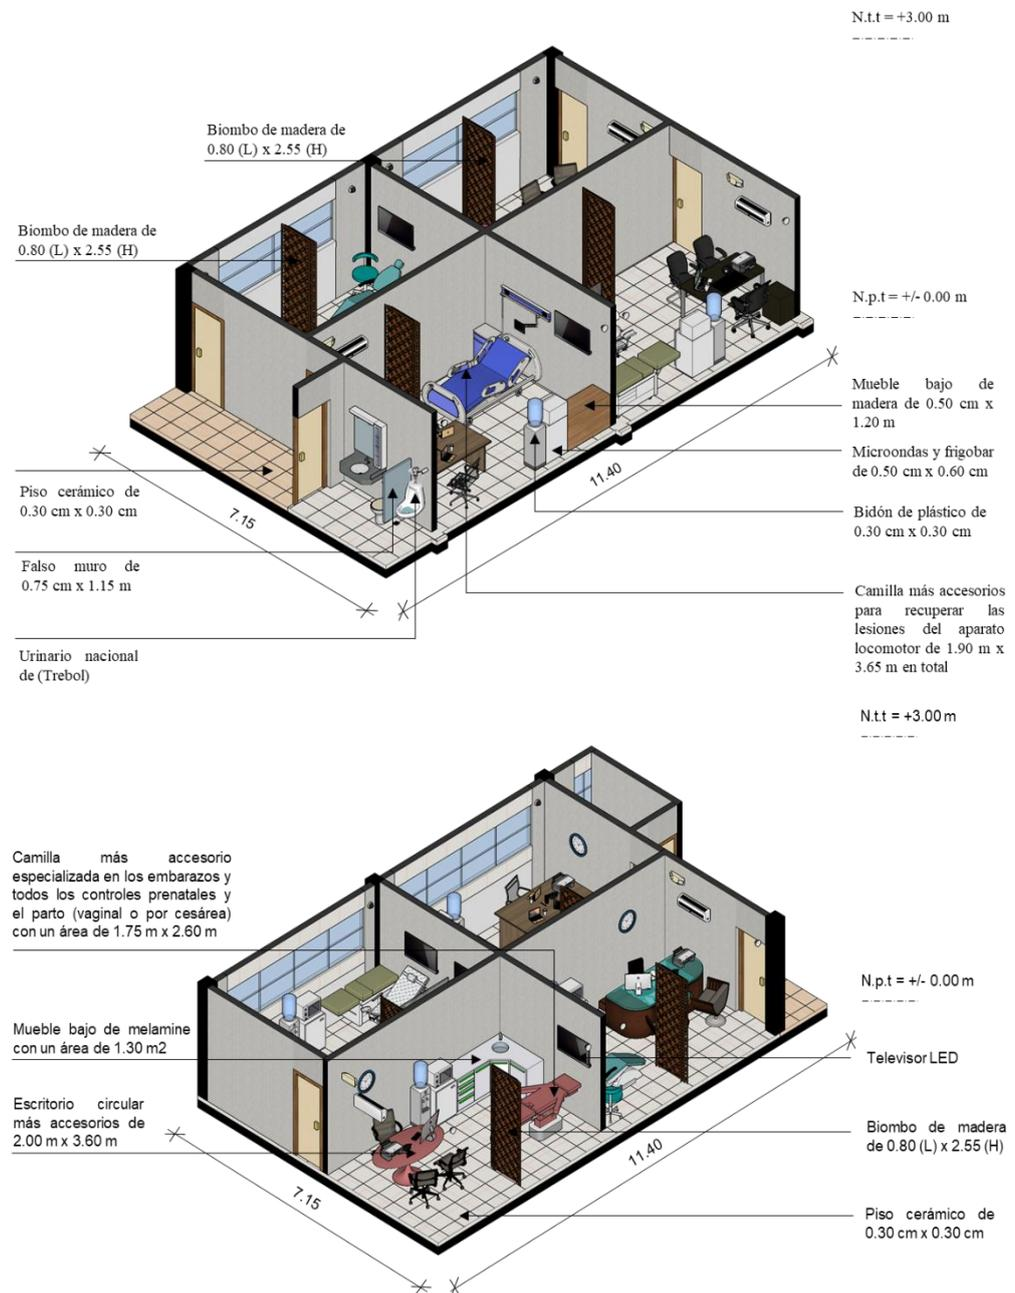 N.t.t = +3.00 m
Biombo de madera de
0.80 (L) x 2.55 (H)
Biombo de madera de
0.80 (L) x 2.55 (H)
N.p.t = +/- 0.00 m
Mueble bajo de
madera de 0.50 cm x
1.20 m
Microondas y frigobar
de 0.50 cm x 0.60 cm
Bidón de plástico de
0.30 cm x 0.30 cm
Camilla más accesorios
para recuperar las
lesiones del aparato
locomotor de 1.90 m x
3.65 m en total
Piso cerámico de
0.30 cm x 0.30 cm
Falso muro de
0.75 cm x 1.15 m
Urinario nacional
de (Trebol)
7.15
11.40
N.t.t = +3.00 m
Camilla más accesorio
especializada en los embarazos y
todos los controles prenatales y
el parto (vaginal o por cesárea)
con un área de 1.75 m x 2.60 m
Mueble bajo de melamine
con un área de 1.30 m2
Escritorio circular
más accesorios de
2.00 m x 3.60 m
N.p.t = +/- 0.00 m
Televisor LED
Biombo de madera
de 0.80 (L) x 2.55 (H)
Piso cerámico de
0.30 cm x 0.30 cm
7.15
11.40